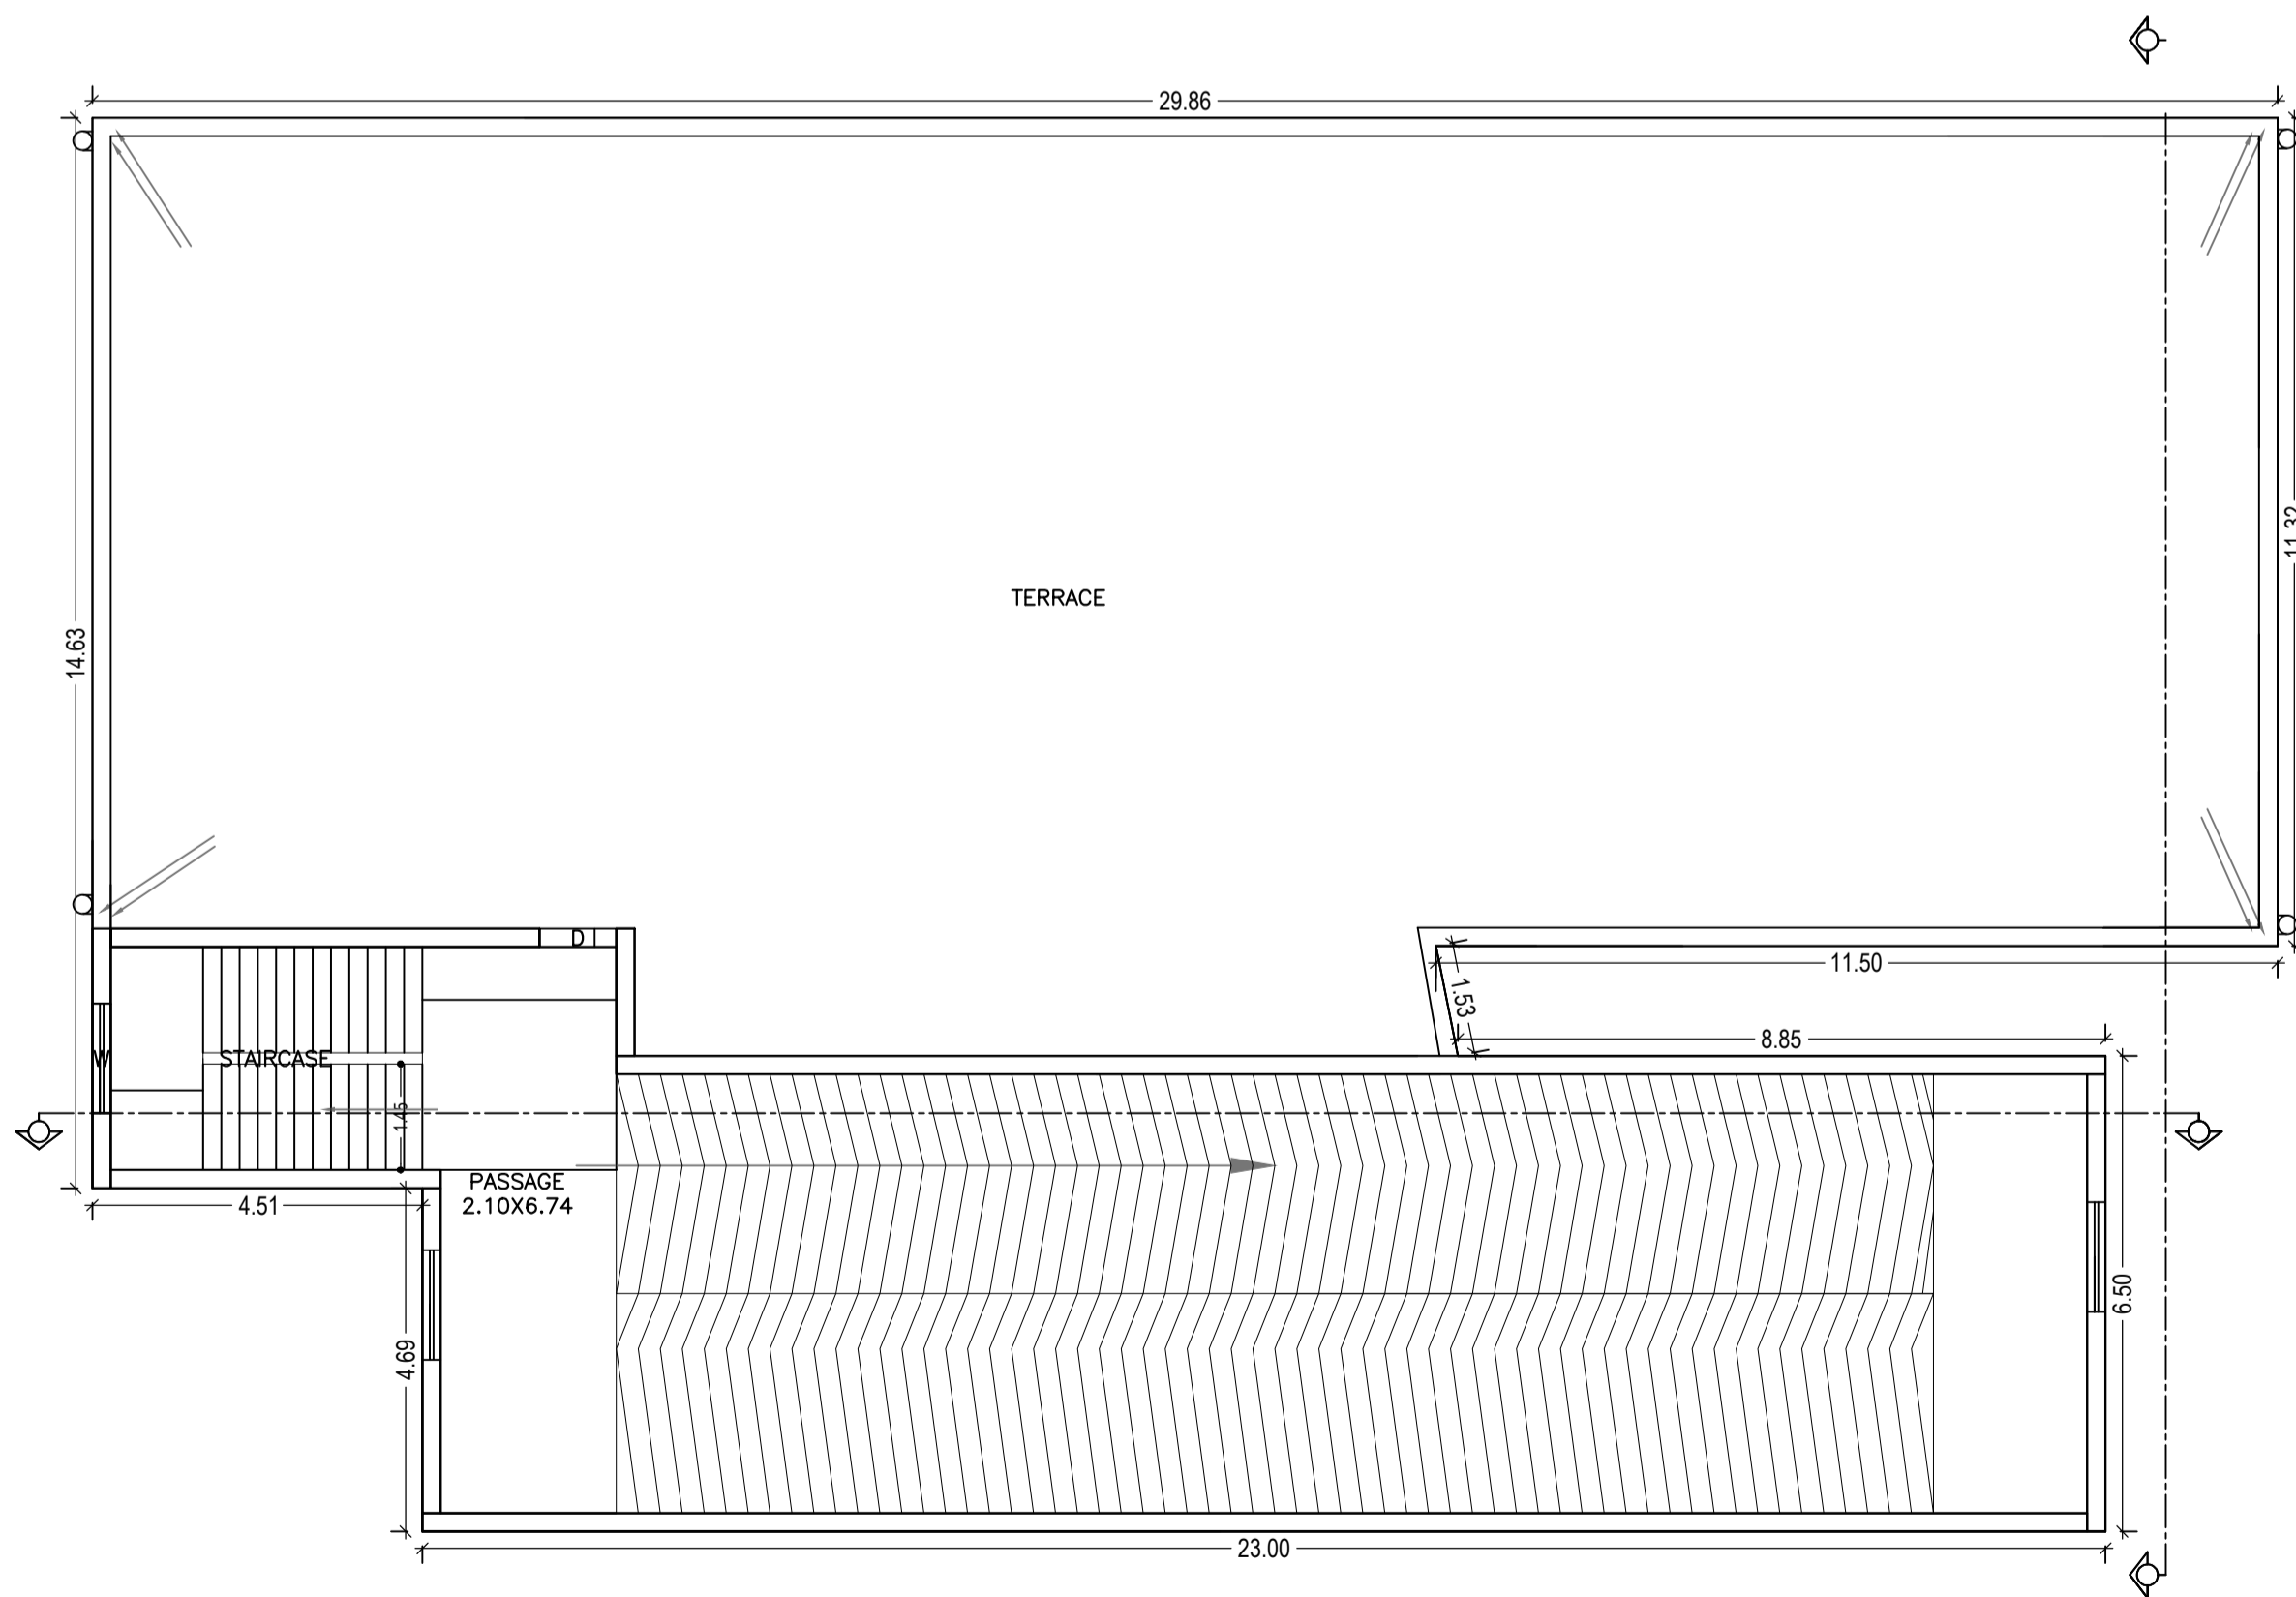 29.86
11.32
TERRACE
14.63
D
11.50
1.53
8.85
W
STAIRCASE
1.45
PASSAGE
2.10X6.74
4.51
6.50
4.69
23.00